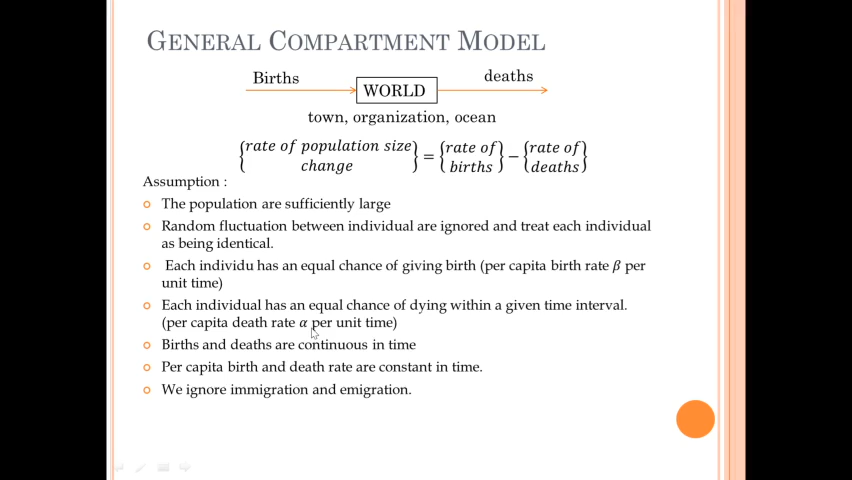 GENERAL COMPARTMENT MODEL
Births
deaths
WORLD
town, organization, ocean
{rate of population size change} = {rate of births} − {rate of deaths}
Assumption :
The population are sufficiently large
Random fluctuation between individual are ignored and treat each individual
as being identical.
Each individu has an equal chance of giving birth (per capita birth rate β per
unit time)
Each individual has an equal chance of dying within a given time interval.
(per capita death rate α per unit time)
Births and deaths are continuous in time
Per capita birth and death rate are constant in time.
We ignore immigration and emigration.